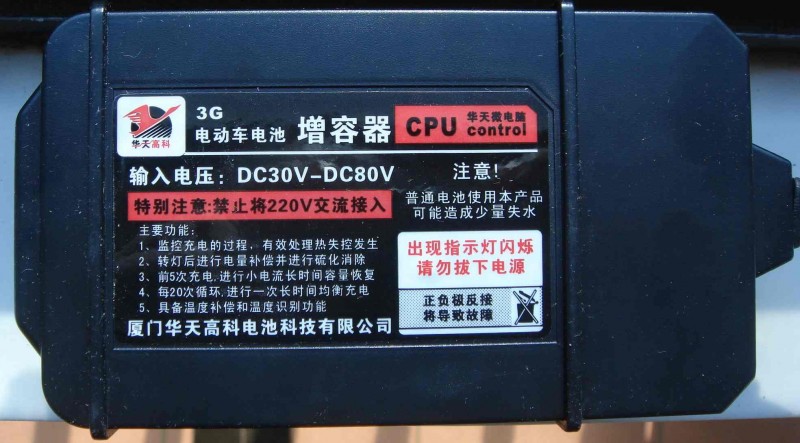 华天高科
3G
电动车电池 增容器
CPU 华天微电脑
control
输入电压：DC30V-DC80V
特别注意:禁止将220V交流接入
注意!
普通电池使用本产品
可能造成少量失水
主要功能：
1、监控充电的过程，有效处理热失控发生
2、转灯后进行电量补偿并进行硫化消除
3、前5次充电,进行小电流长时间容量恢复
4、每20次循环,进行一次长时间均衡充电
5、具备温度补偿和温度识别功能
出现指示灯闪烁
请勿拔下电源
正负极反接
将导致故障
厦门华天高科电池科技有限公司